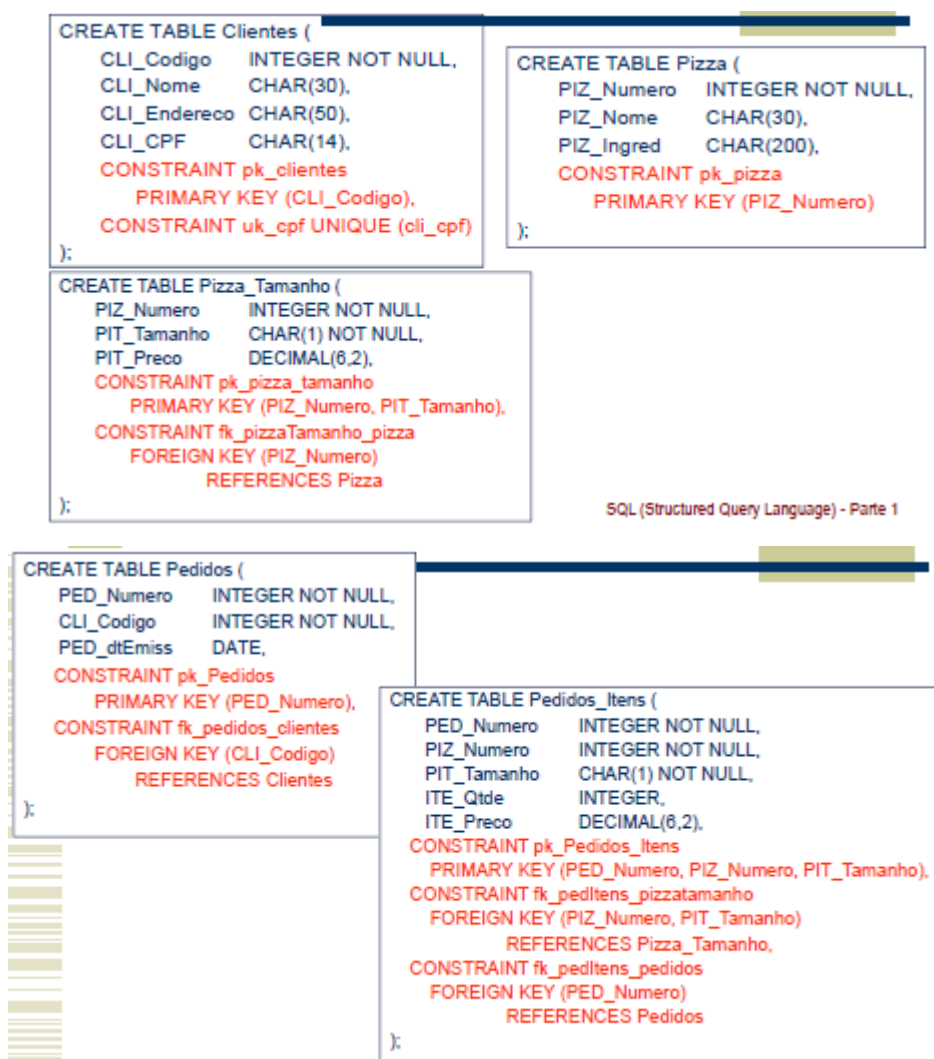 CREATE TABLE Clientes (
CLI_Codigo INTEGER NOT NULL,
CLI_Nome CHAR(30),
CLI_Endereco CHAR(50),
CLI_CPF CHAR(14),
CONSTRAINT pk_clientes
PRIMARY KEY (CLI_Codigo),
CONSTRAINT uk_cpf UNIQUE (cli_cpf)
);
CREATE TABLE Pizza (
PIZ_Numero INTEGER NOT NULL,
PIZ_Nome CHAR(30),
PIZ_Ingred CHAR(200),
CONSTRAINT pk_pizza
PRIMARY KEY (PIZ_Numero)
);
CREATE TABLE Pizza_Tamanho (
PIZ_Numero INTEGER NOT NULL,
PIT_Tamanho CHAR(1) NOT NULL,
PIT_Preco DECIMAL(6,2),
CONSTRAINT pk_pizza_tamanho
PRIMARY KEY (PIZ_Numero, PIT_Tamanho),
CONSTRAINT fk_pizzaTamanho_pizza
FOREIGN KEY (PIZ_Numero)
REFERENCES Pizza
);
SQL (Structured Query Language) - Parte 1
CREATE TABLE Pedidos (
PED_Numero INTEGER NOT NULL,
CLI_Codigo INTEGER NOT NULL,
PED_dtEmiss DATE,
CONSTRAINT pk_Pedidos
PRIMARY KEY (PED_Numero),
CONSTRAINT fk_pedidos_clientes
FOREIGN KEY (CLI_Codigo)
REFERENCES Clientes
);
CREATE TABLE Pedidos_Itens (
PED_Numero INTEGER NOT NULL,
PIZ_Numero INTEGER NOT NULL,
PIT_Tamanho CHAR(1) NOT NULL,
ITE_Qtde INTEGER,
ITE_Preco DECIMAL(6,2),
CONSTRAINT pk_Pedidos_Itens
PRIMARY KEY (PED_Numero, PIZ_Numero, PIT_Tamanho),
CONSTRAINT fk_pedItens_pizzatamanho
FOREIGN KEY (PIZ_Numero, PIT_Tamanho)
REFERENCES Pizza_Tamanho,
CONSTRAINT fk_pedItens_pedidos
FOREIGN KEY (PED_Numero)
REFERENCES Pedidos
);